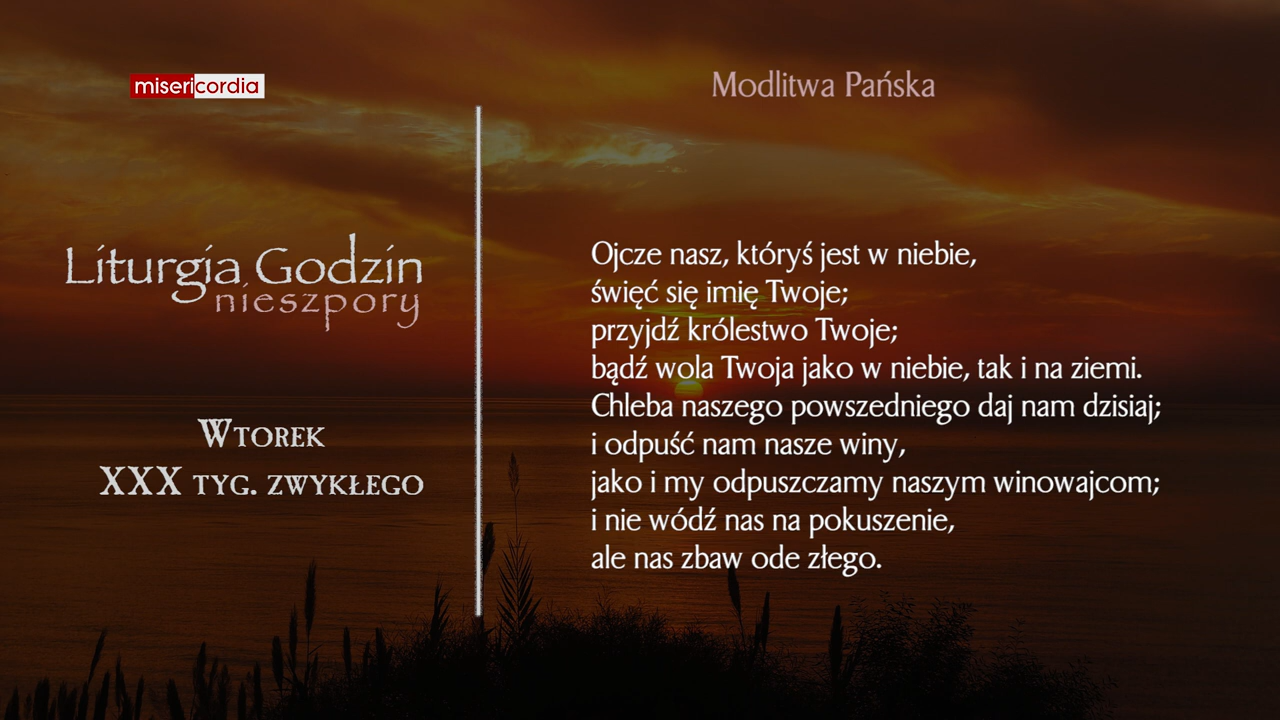 misericordia
Modlitwa Pańska
Liturgia Godzin
nieszpory
Wtorek
XXX tyg. zwykłego
Ojcze nasz, któryś jest w niebie,
święć się imię Twoje;
przyjdź królestwo Twoje;
bądź wola Twoja jako w niebie, tak i na ziemi.
Chleba naszego powszedniego daj nam dzisiaj;
i odpuść nam nasze winy,
jako i my odpuszczamy naszym winowajcom;
i nie wódź nas na pokuszenie,
ale nas zbaw ode złego.